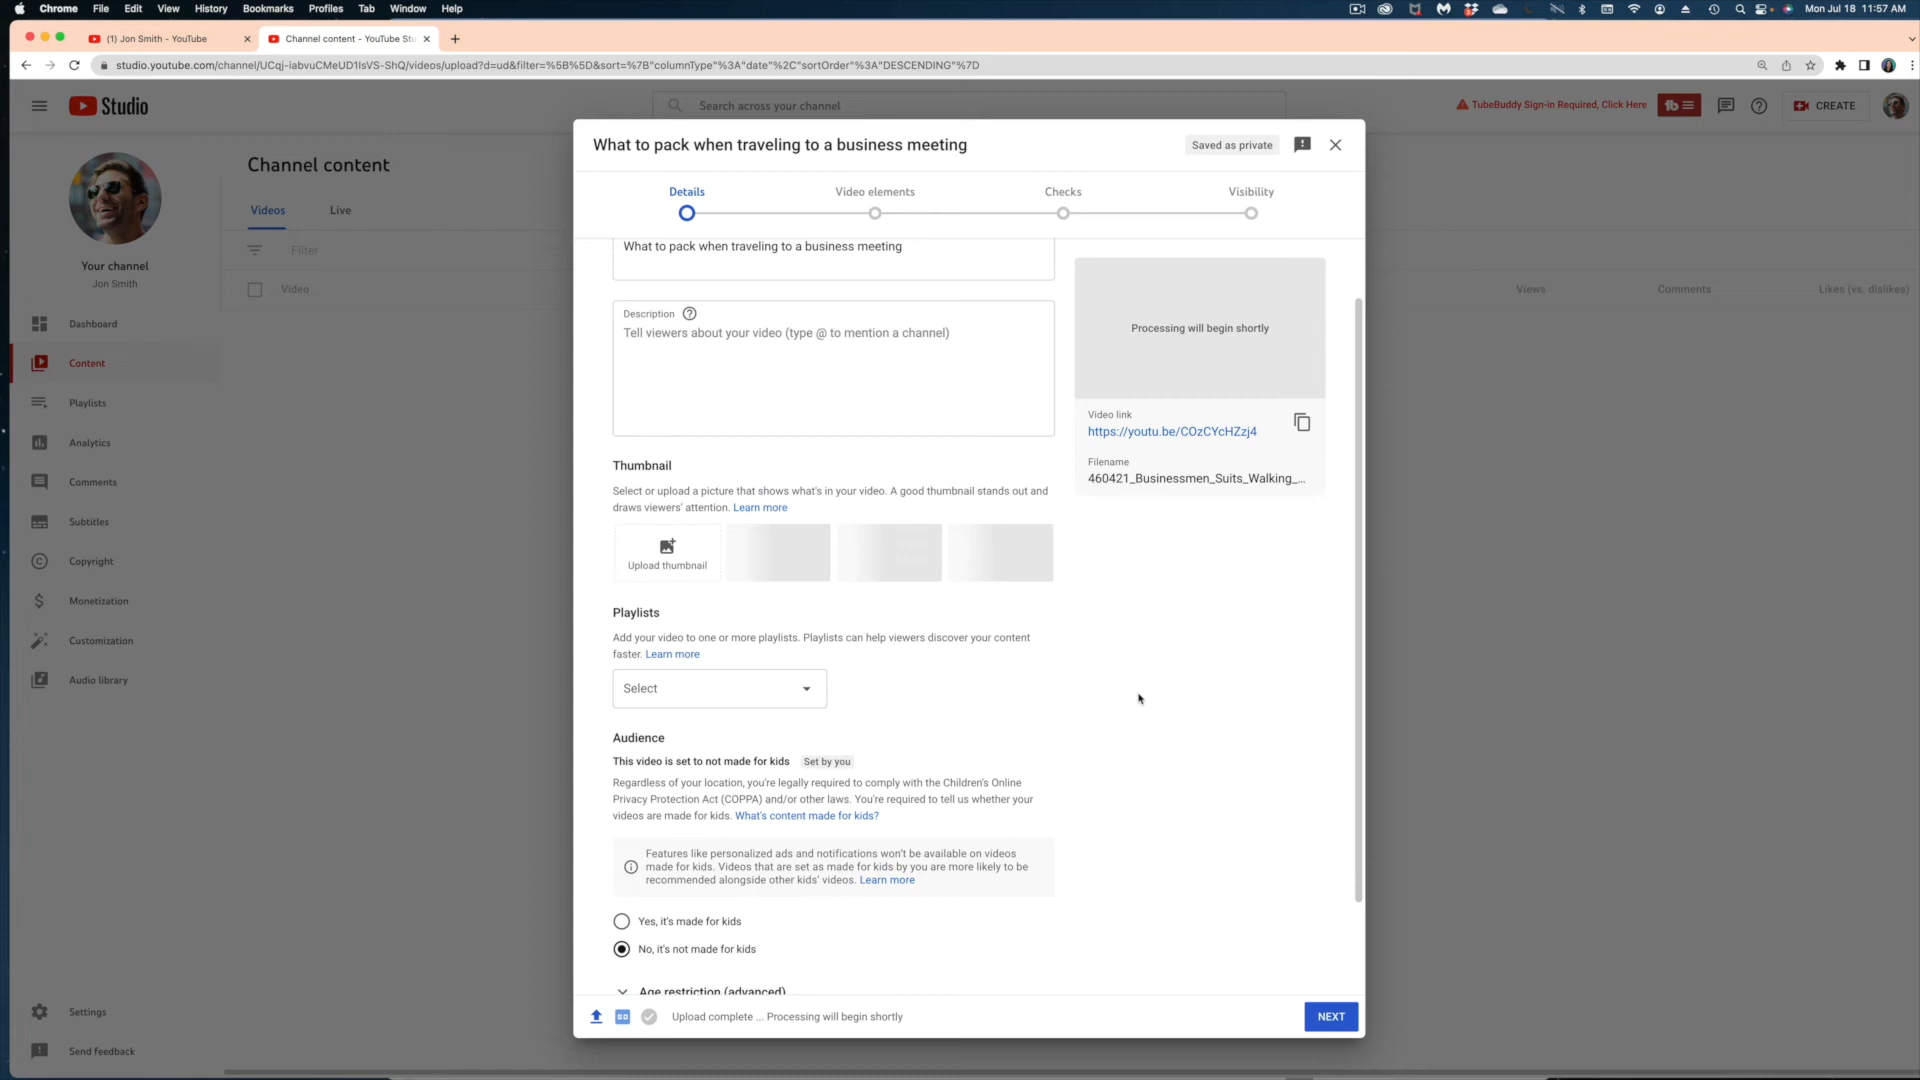 Chrome File Edit View History Bookmarks Profiles Tab Window Help
Mon Jul 18 11:57 AM
(1) Jon Smith - YouTube
Channel content - YouTube Stu
studio.youtube.com/channel/UCqj-iabvuCMeUD1IsVS-ShQ/videos/upload?d=ud&filter=%5B%5D&sort=%7B"columnType"%3A"date"%2C"sortOrder"%3A"DESCENDING"%7D
Studio
Search across your channel
TubeBuddy Sign-in Required, Click Here
tb
CREATE
Your channel
Jon Smith
Dashboard
Content
Playlists
Analytics
Comments
Subtitles
Copyright
Monetization
Customization
Audio library
Settings
Send feedback
Channel content
Videos Live
Filter
Video
Views Comments Likes (vs. dislikes)
What to pack when traveling to a business meeting
Saved as private
Details Video elements Checks Visibility
What to pack when traveling to a business meeting
Description
Tell viewers about your video (type @ to mention a channel)
Processing will begin shortly
Video link
https://youtu.be/COzCYcHZzj4
Filename
460421_Businessmen_Suits_Walking_...
Thumbnail
Select or upload a picture that shows what's in your video. A good thumbnail stands out and
draws viewers' attention. Learn more
Upload thumbnail
Playlists
Add your video to one or more playlists. Playlists can help viewers discover your content
faster. Learn more
Select
Audience
This video is set to not made for kids Set by you
Regardless of your location, you're legally required to comply with the Children's Online
Privacy Protection Act (COPPA) and/or other laws. You're required to tell us whether your
videos are made for kids. What's content made for kids?
Features like personalized ads and notifications won't be available on videos
made for kids. Videos that are set as made for kids by you are more likely to be
recommended alongside other kids' videos. Learn more
Yes, it's made for kids
No, it's not made for kids
Age restriction (advanced)
SD
Upload complete ... Processing will begin shortly
NEXT